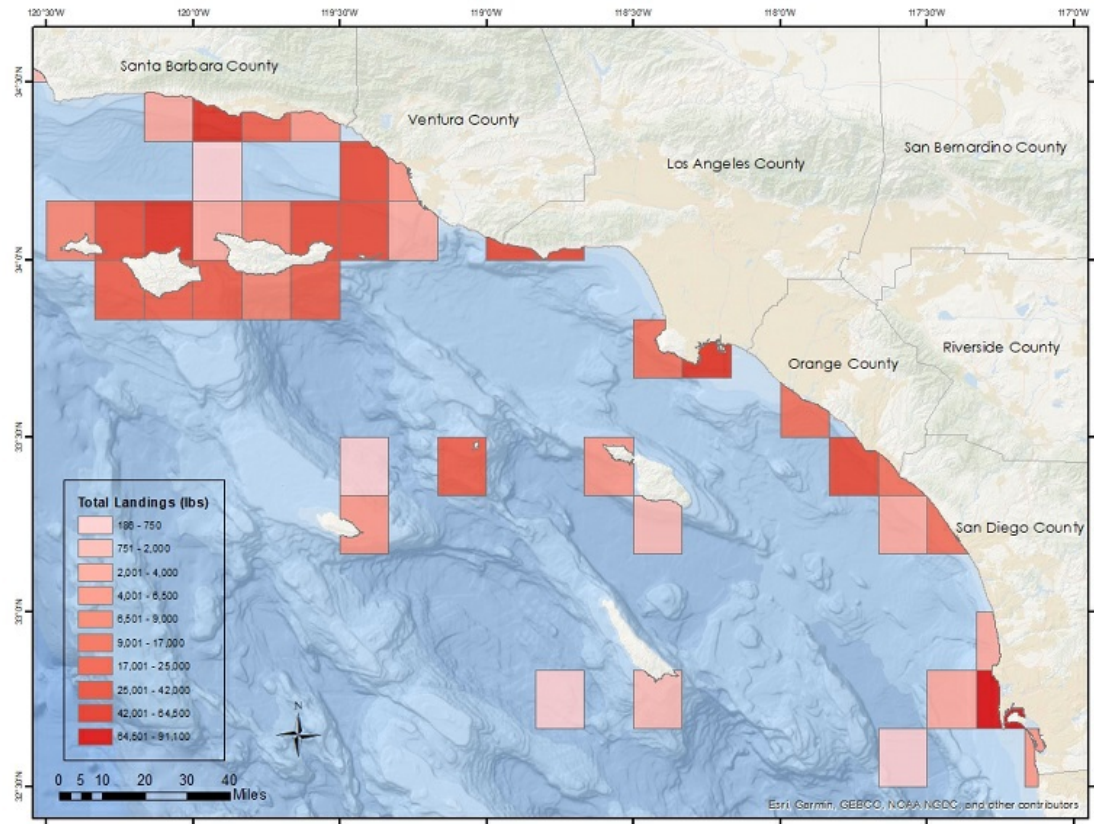 120°30'W 120°0'W 119°30'W 119°0'W 118°30'W 118°0'W 117°30'W 117°0'W
34°30'N
34°0'N
33°30'N
33°0'N
32°30'N
Santa Barbara County
Ventura County
Los Angeles County
San Bernardino County
Orange County
Riverside County
San Diego County
Total Landings (lbs)
186 - 750
751 - 2,000
2,001 - 4,000
4,001 - 6,500
6,501 - 9,000
9,001 - 17,000
17,001 - 25,000
25,001 - 42,000
42,001 - 64,500
64,501 - 91,100
N
0 5 10 20 30 40
Miles
Esri, Garmin, GEBCO, NOAA NGDC, and other contributors